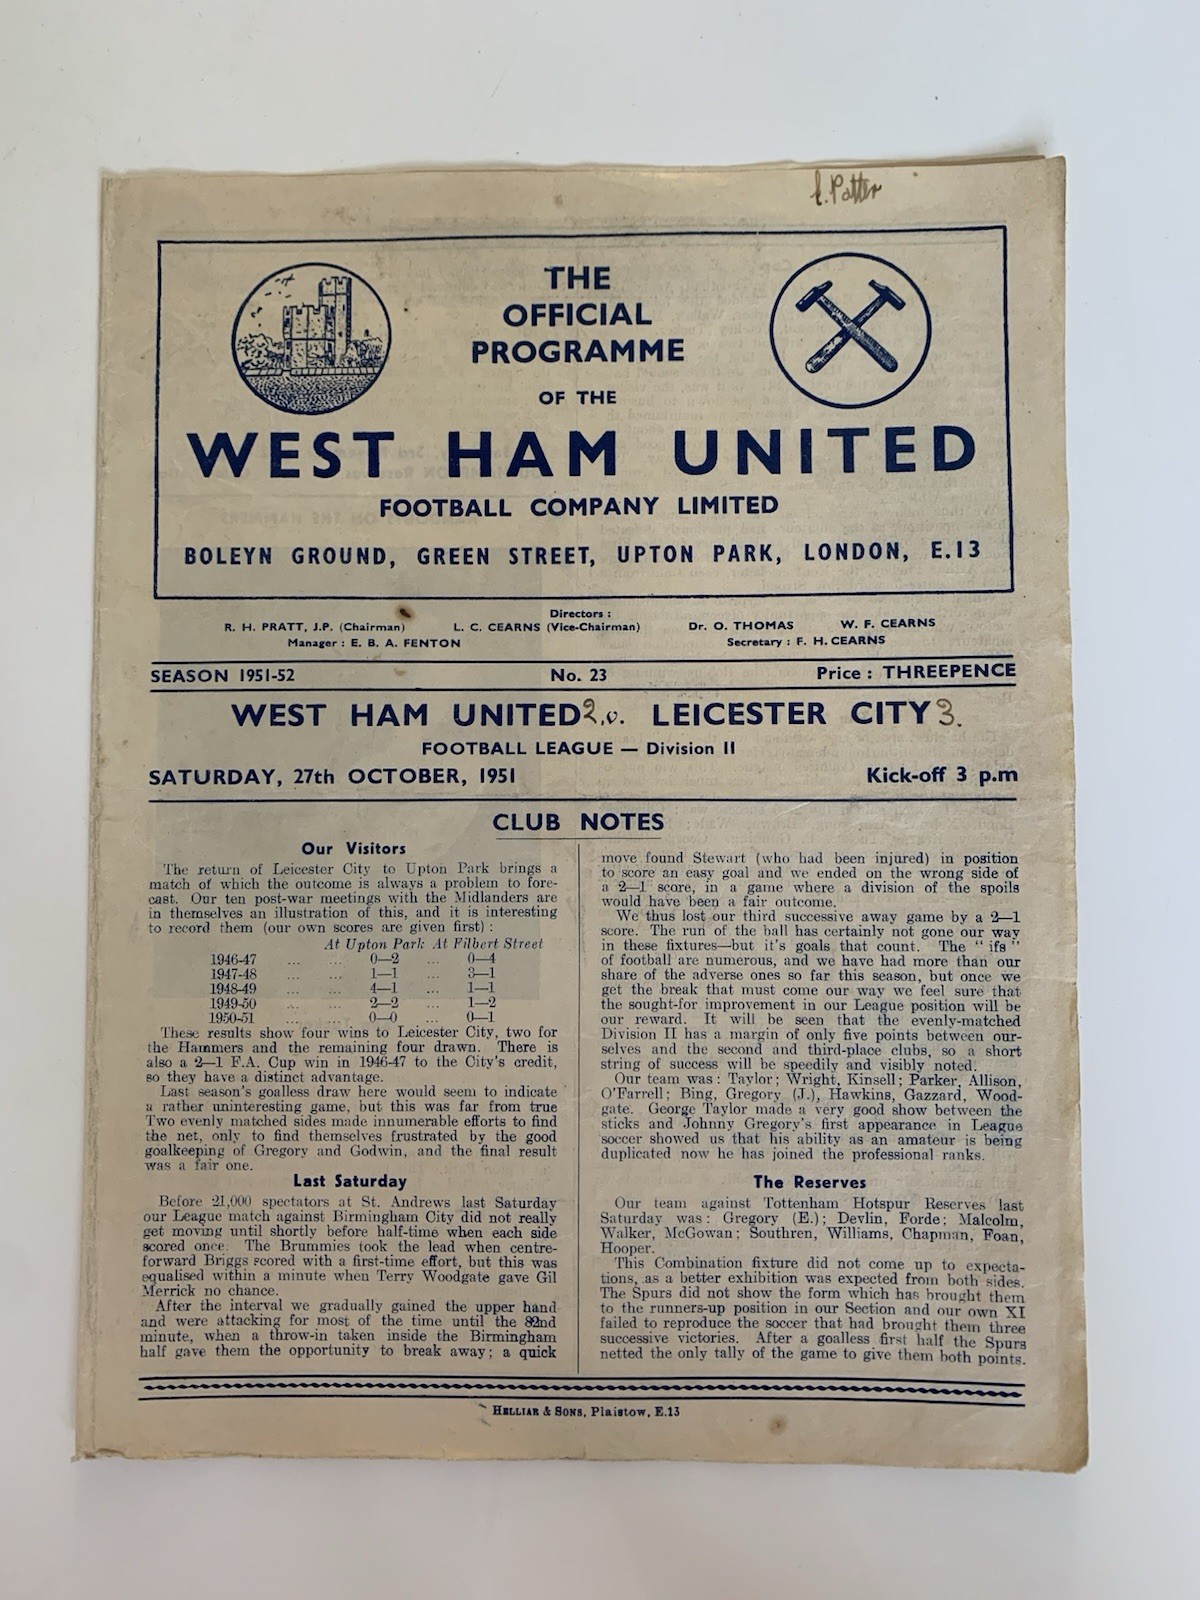 THE
OFFICIAL
PROGRAMME
OF THE
WEST HAM UNITED
FOOTBALL COMPANY LIMITED
BOLEYN GROUND, GREEN STREET, UPTON PARK, LONDON, E.13
Directors :
R. H. PRATT, J.P. (Chairman) L. C. CEARNS (Vice-Chairman) Dr. O. THOMAS W. F. CEARNS
Manager : E. B. A. FENTON Secretary : F. H. CEARNS
SEASON 1951-52 No. 23 Price : THREEPENCE
WEST HAM UNITED 2. v. LEICESTER CITY 3.
FOOTBALL LEAGUE — Division II
SATURDAY, 27th OCTOBER, 1951 Kick-off 3 p.m
CLUB NOTES
Our Visitors
The return of Leicester City to Upton Park brings a
match of which the outcome is always a problem to fore-
cast. Our ten post-war meetings with the Midlanders are
in themselves an illustration of this, and it is interesting
to record them (our own scores are given first) :
At Upton Park At Filbert Street
1946-47 ... ... 0—2 ... 0—4
1947-48 ... ... 1—1 ... 3—1
1948-49 ... ... 4—1 ... 1—1
1949-50 ... ... 2—2 ... 1—2
1950-51 ... ... 0—0 ... 0—1
These results show four wins to Leicester City, two for
the Hammers and the remaining four drawn. There is
also a 2—1 F.A. Cup win in 1946-47 to the City's credit,
so they have a distinct advantage.
Last season's goalless draw here would seem to indicate
a rather uninteresting game, but this was far from true
Two evenly matched sides made innumerable efforts to find
the net, only to find themselves frustrated by the good
goalkeeping of Gregory and Godwin, and the final result
was a fair one.
Last Saturday
Before 21,000 spectators at St. Andrews last Saturday
our League match against Birmingham City did not really
get moving until shortly before half-time when each side
scored once. The Brummies took the lead when centre-
forward Briggs scored with a first-time effort, but this was
equalised within a minute when Terry Woodgate gave Gil
Merrick no chance.
After the interval we gradually gained the upper hand
and were attacking for most of the time until the 82nd
minute, when a throw-in taken inside the Birmingham
half gave them the opportunity to break away; a quick
move found Stewart (who had been injured) in position
to score an easy goal and we ended on the wrong side of
a 2—1 score, in a game where a division of the spoils
would have been a fair outcome.
We thus lost our third successive away game by a 2—1
score. The run of the ball has certainly not gone our way
in these fixtures—but it's goals that count. The " ifs "
of football are numerous, and we have had more than our
share of the adverse ones so far this season, but once we
get the break that must come our way we feel sure that
the sought-for improvement in our League position will be
our reward. It will be seen that the evenly-matched
Division II has a margin of only five points between our-
selves and the second and third-place clubs, so a short
string of success will be speedily and visibly noted.
Our team was : Taylor; Wright, Kinsell; Parker, Allison,
O'Farrell; Bing, Gregory (J.), Hawkins, Gazzard, Wood-
gate. George Taylor made a very good show between the
sticks and Johnny Gregory's first appearance in League
soccer showed us that his ability as an amateur is being
duplicated now he has joined the professional ranks.
The Reserves
Our team against Tottenham Hotspur Reserves last
Saturday was : Gregory (E.); Devlin, Forde; Malcolm,
Walker, McGowan; Southren, Williams, Chapman, Foan,
Hooper.
This Combination fixture did not come up to expecta-
tions, as a better exhibition was expected from both sides.
The Spurs did not show the form which has brought them
to the runners-up position in our Section and our own XI
failed to reproduce the soccer that had brought them three
successive victories. After a goalless first half the Spurs
netted the only tally of the game to give them both points.
HELLIAR & SONS, Plaistow, E.13